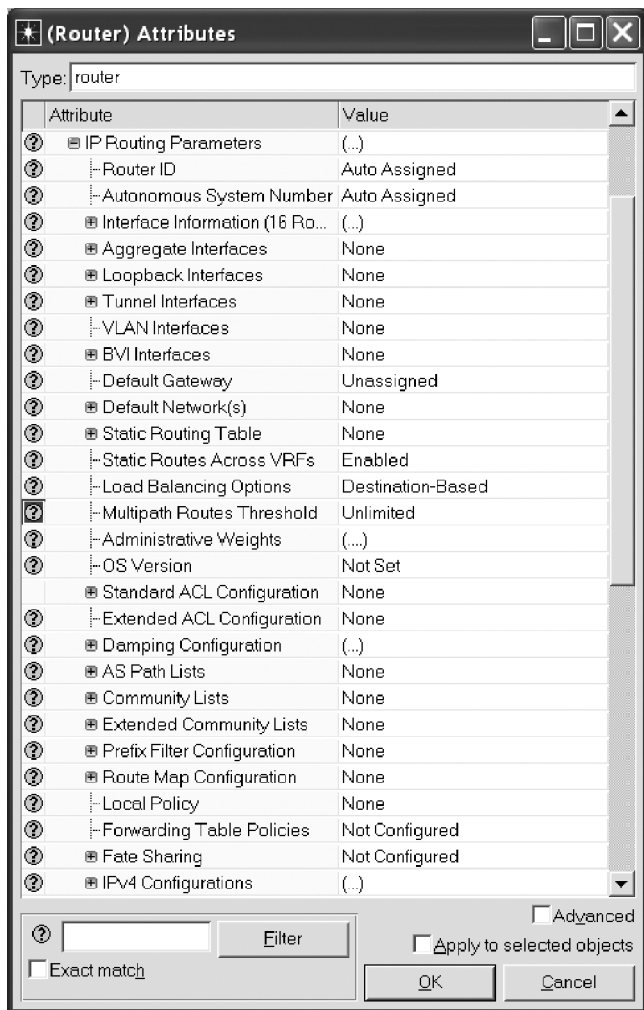 (Router) Attributes
Type: router
Attribute Value
IP Routing Parameters (...)
Router ID Auto Assigned
Autonomous System Number Auto Assigned
Interface Information (16 Ro... (...)
Aggregate Interfaces None
Loopback Interfaces None
Tunnel Interfaces None
VLAN Interfaces None
BVI Interfaces None
Default Gateway Unassigned
Default Network(s) None
Static Routing Table None
Static Routes Across VRFs Enabled
Load Balancing Options Destination-Based
Multipath Routes Threshold Unlimited
Administrative Weights (....)
OS Version Not Set
Standard ACL Configuration None
Extended ACL Configuration None
Damping Configuration (...)
AS Path Lists None
Community Lists None
Extended Community Lists None
Prefix Filter Configuration None
Route Map Configuration None
Local Policy None
Forwarding Table Policies Not Configured
Fate Sharing Not Configured
IPv4 Configurations (...)
Advanced
Filter
Apply to selected objects
Exact match
OK
Cancel